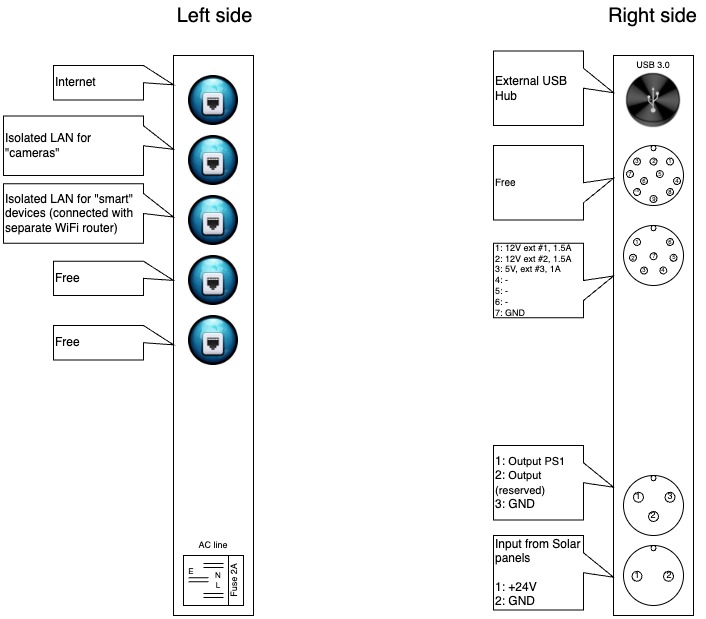 Left side
Internet
Isolated LAN for
"cameras"
Isolated LAN for "smart"
devices (connected with
separate WiFi router)
Free
Free
AC line
E
N
L
Fuse 2A
Right side
USB 3.0
External USB
Hub
Free
3 2 1
7 6 5 4
9 8
1: 12V ext #1, 1.5A
2: 12V ext #2, 1.5A
3: 5V, ext #3, 1A
4: -
5: -
6: -
7: GND
1 6
2 7 5
3 4
1: Output PS1
2: Output
(reserved)
3: GND
1 3
2
Input from Solar
panels
1: +24V
2: GND
1 2